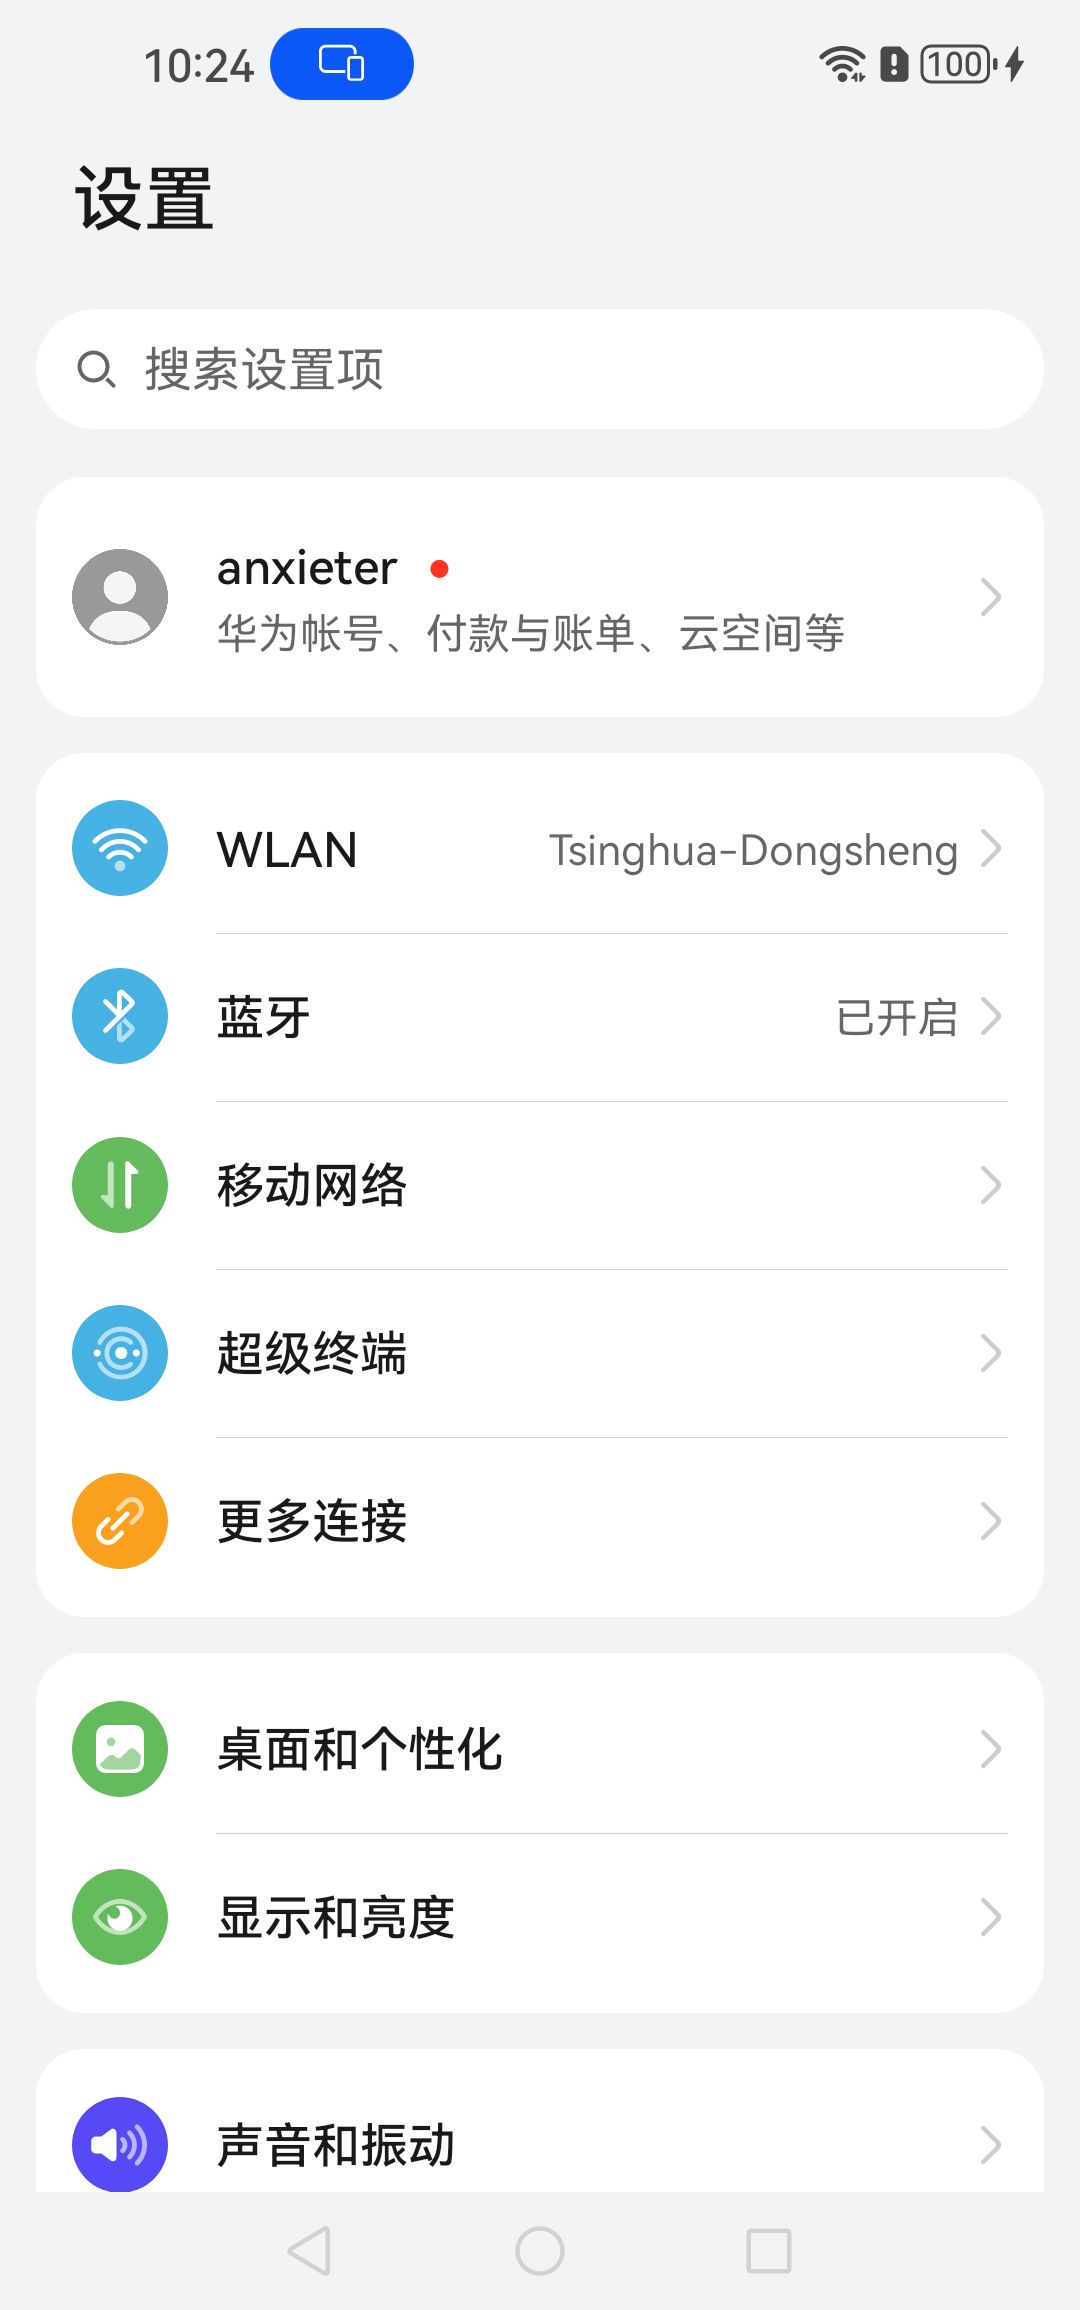 10:24
100
设置
搜索设置项
anxieter
华为帐号、付款与账单、云空间等
WLAN Tsinghua-Dongsheng
蓝牙 已开启
移动网络
超级终端
更多连接
桌面和个性化
显示和亮度
声音和振动